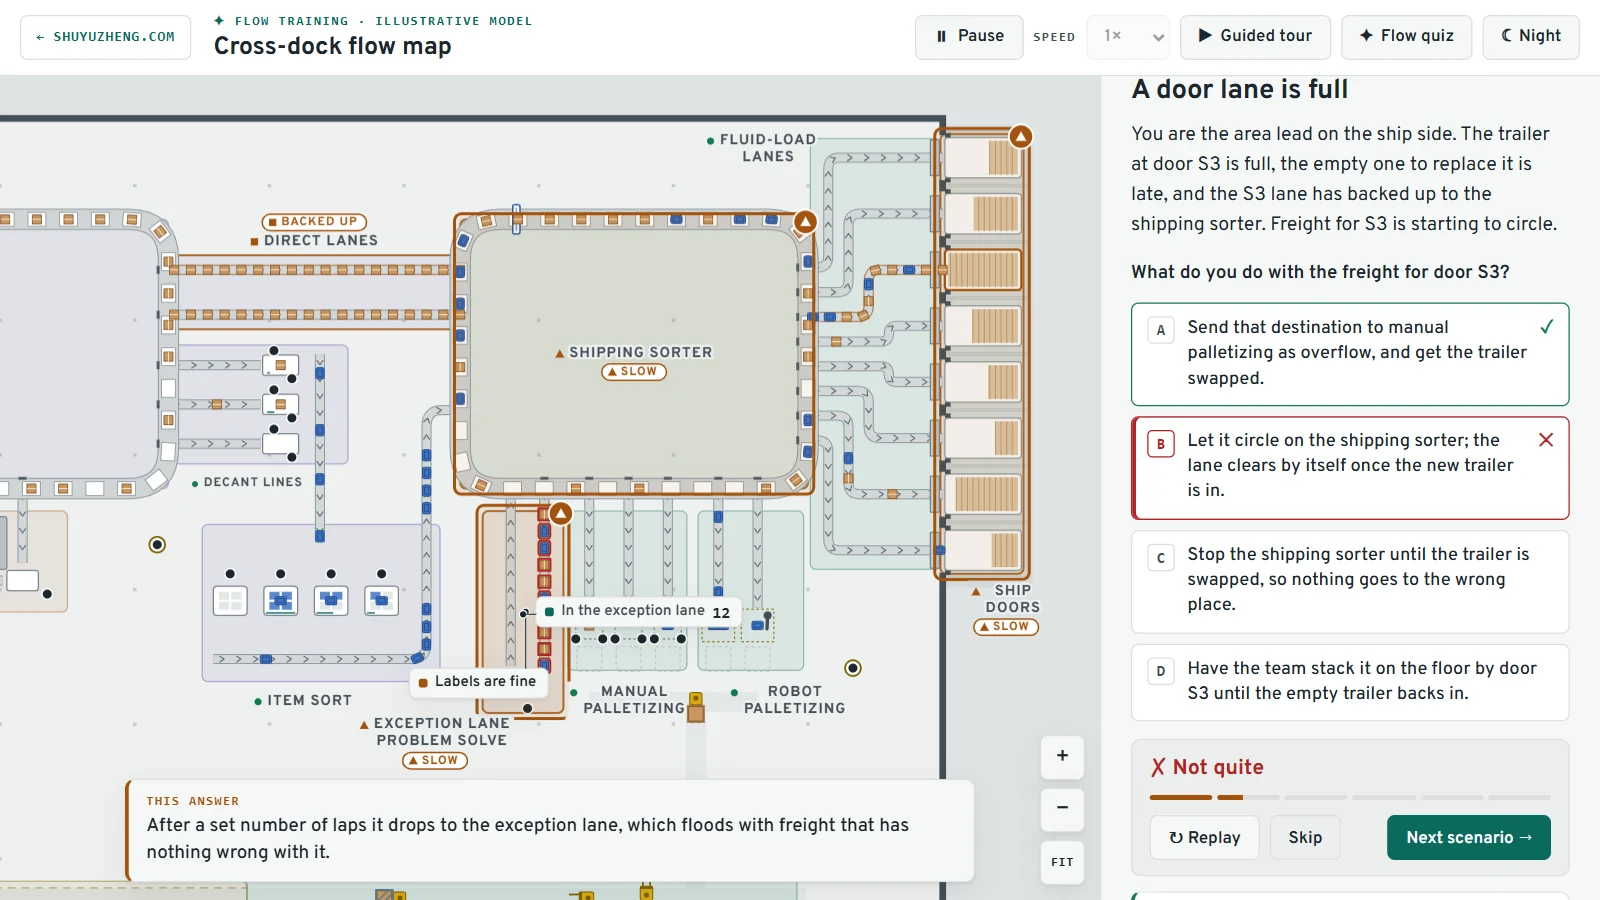 ← SHUYUZHENG.COM
✦ FLOW TRAINING · ILLUSTRATIVE MODEL
Cross-dock flow map
Pause
SPEED
1×
Guided tour
Flow quiz
Night
FLUID-LOAD
LANES
BACKED UP
DIRECT LANES
SHIPPING SORTER
SLOW
DECANT LINES
ITEM SORT
In the exception lane 12
Labels are fine
EXCEPTION LANE
PROBLEM SOLVE
SLOW
MANUAL
PALLETIZING
ROBOT
PALLETIZING
SHIP
DOORS
SLOW
+
−
FIT
THIS ANSWER
After a set number of laps it drops to the exception lane, which floods with freight that has
nothing wrong with it.
A door lane is full
You are the area lead on the ship side. The trailer
at door S3 is full, the empty one to replace it is
late, and the S3 lane has backed up to the
shipping sorter. Freight for S3 is starting to circle.
What do you do with the freight for door S3?
A
Send that destination to manual
palletizing as overflow, and get the trailer
swapped.
B
Let it circle on the shipping sorter; the
lane clears by itself once the new trailer
is in.
C
Stop the shipping sorter until the trailer is
swapped, so nothing goes to the wrong
place.
D
Have the team stack it on the floor by door
S3 until the empty trailer backs in.
Not quite
Replay
Skip
Next scenario →